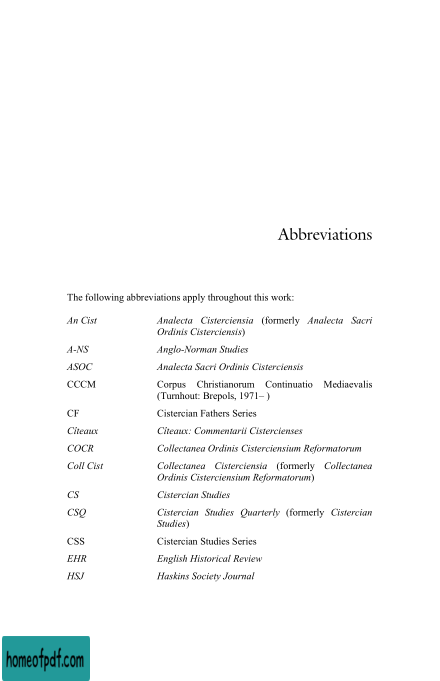 Abbreviations
The following abbreviations apply throughout this work:
An Cist Analecta Cisterciensia (formerly Analecta Sacri
Ordinis Cisterciensis)
A-NS Anglo-Norman Studies
ASOC Analecta Sacri Ordinis Cisterciensis
CCCM Corpus Christianorum Continuatio Mediaevalis
(Turnhout: Brepols, 1971– )
CF Cistercian Fathers Series
Cîteaux Cîteaux: Commentarii Cistercienses
COCR Collectanea Ordinis Cisterciensium Reformatorum
Coll Cist Collectanea Cisterciensia (formerly Collectanea
Ordinis Cisterciensium Reformatorum)
CS Cistercian Studies
CSQ Cistercian Studies Quarterly (formerly Cistercian
Studies)
CSS Cistercian Studies Series
EHR English Historical Review
HSJ Haskins Society Journal
homeofpdf.com